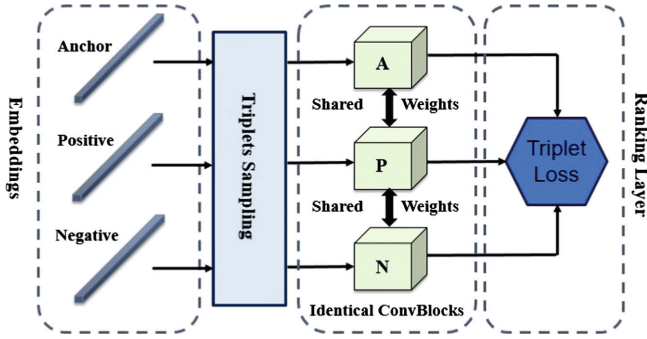 Embeddings
Anchor
Positive
Negative
Triplets Sampling
A
Shared Weights
P
Shared Weights
N
Identical ConvBlocks
Triplet
Loss
Ranking Layer